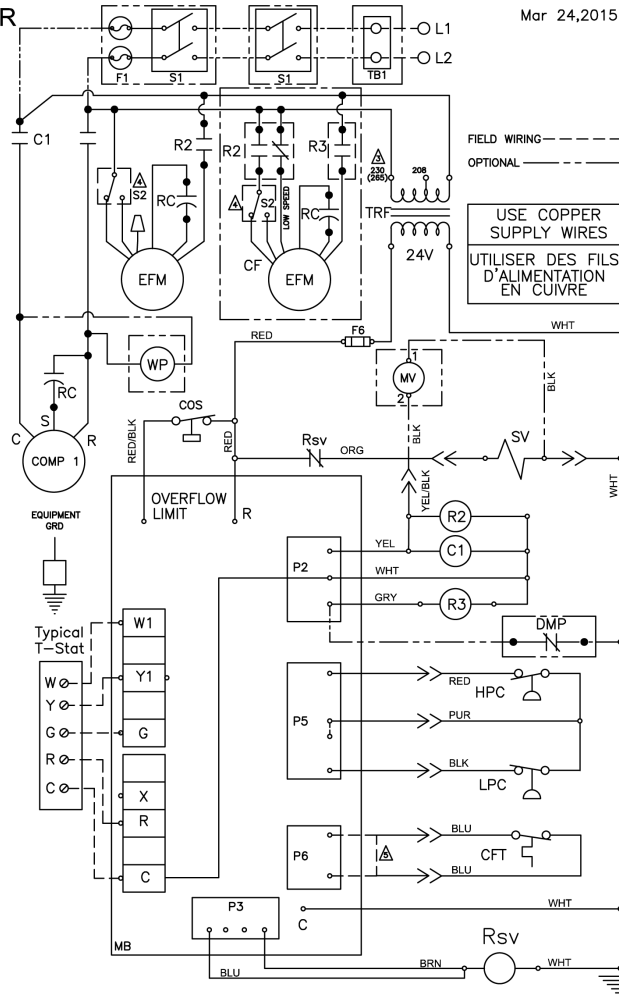 R
Mar 24,2015
L1
L2
F1
S1
S1
TB1
C1
R2
R2
R3
3
230
(265)
208
FIELD WIRING
OPTIONAL
4
S2
RC
4
S2
LOW SPEED
RC
TRF
24V
EFM
CF
EFM
USE COPPER
SUPPLY WIRES
UTILISER DES FILS
D'ALIMENTATION
EN CUIVRE
RED
F6
WHT
WP
1
MV
2
BLK
RC
S
C
R
COMP 1
COS
RED/BLK
RED
Rsv
ORG
BLK
SV
YEL/BLK
WHT
OVERFLOW
LIMIT
R
EQUIPMENT
GRD
R2
YEL
C1
P2
WHT
GRY
R3
DMP
Typical
T-Stat
W1
W
Y1
Y
G
G
R
X
C
R
C
RED
HPC
P5
PUR
BLK
LPC
P6
BLU
5
CFT
BLU
P3
C
WHT
MB
Rsv
BLU
BRN
WHT